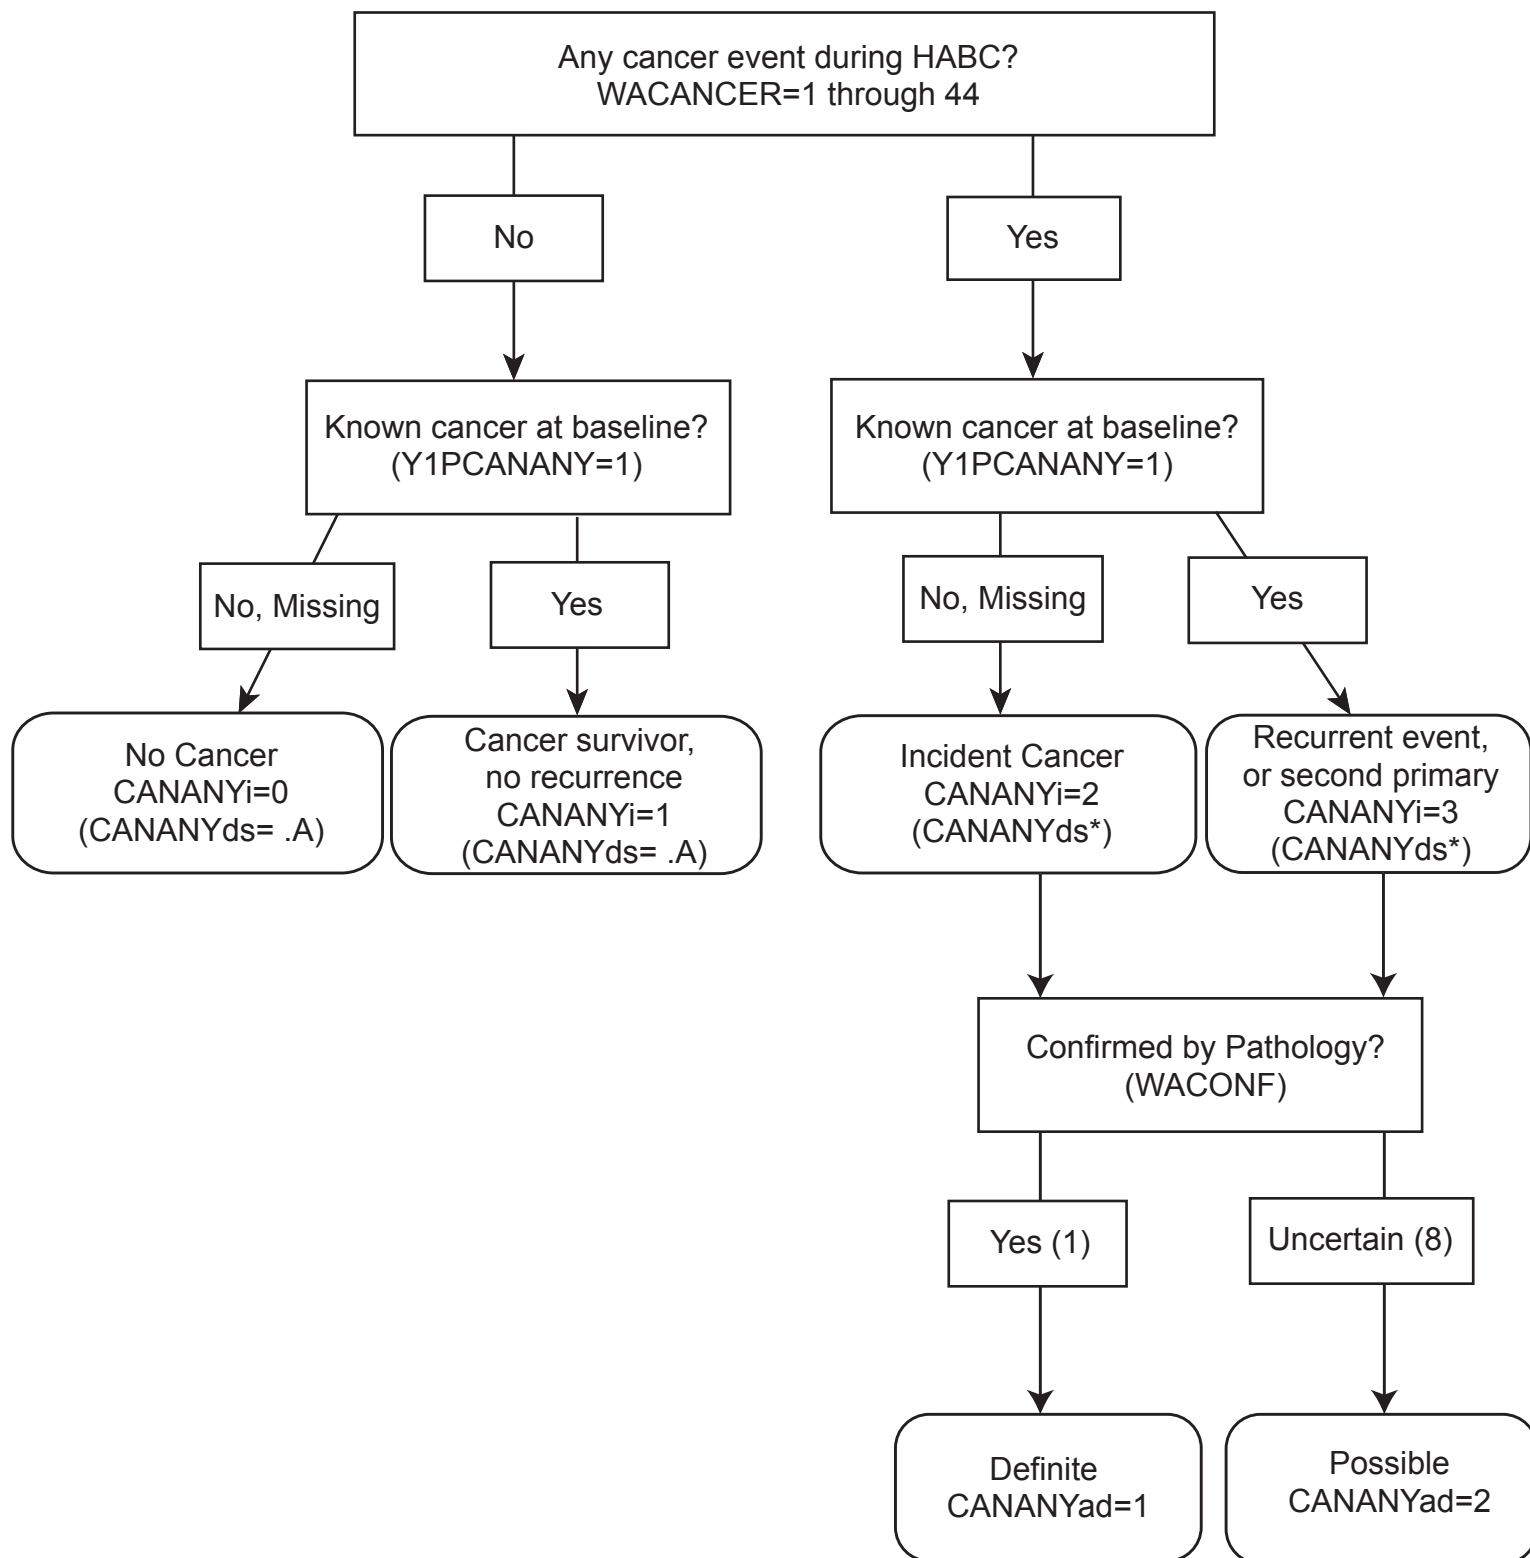 Any cancer event during HABC?
WACANCER=1 through 44
No
Yes
Known cancer at baseline?
(Y1PCANANY=1)
Known cancer at baseline?
(Y1PCANANY=1)
No, Missing
Yes
No, Missing
Yes
No Cancer
CANANYi=0
(CANANYds= .A)
Cancer survivor,
no recurrence
CANANYi=1
(CANANYds= .A)
Incident Cancer
CANANYi=2
(CANANYds*)
Recurrent event,
or second primary
CANANYi=3
(CANANYds*)
Confirmed by Pathology?
(WACONF)
Yes (1)
Uncertain (8)
Definite
CANANYad=1
Possible
CANANYad=2